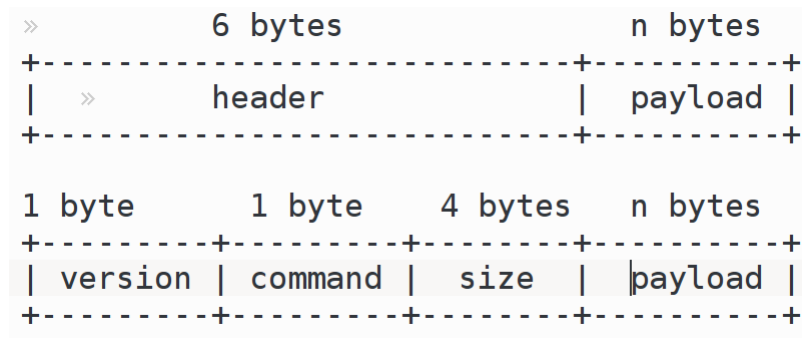 »         6 bytes               n bytes
+----------------------------+----------+
|  »      header             |  payload |
+----------------------------+----------+
1 byte      1 byte    4 bytes   n bytes
+---------+---------+--------+----------+
| version | command |  size  |  payload |
+---------+---------+--------+----------+